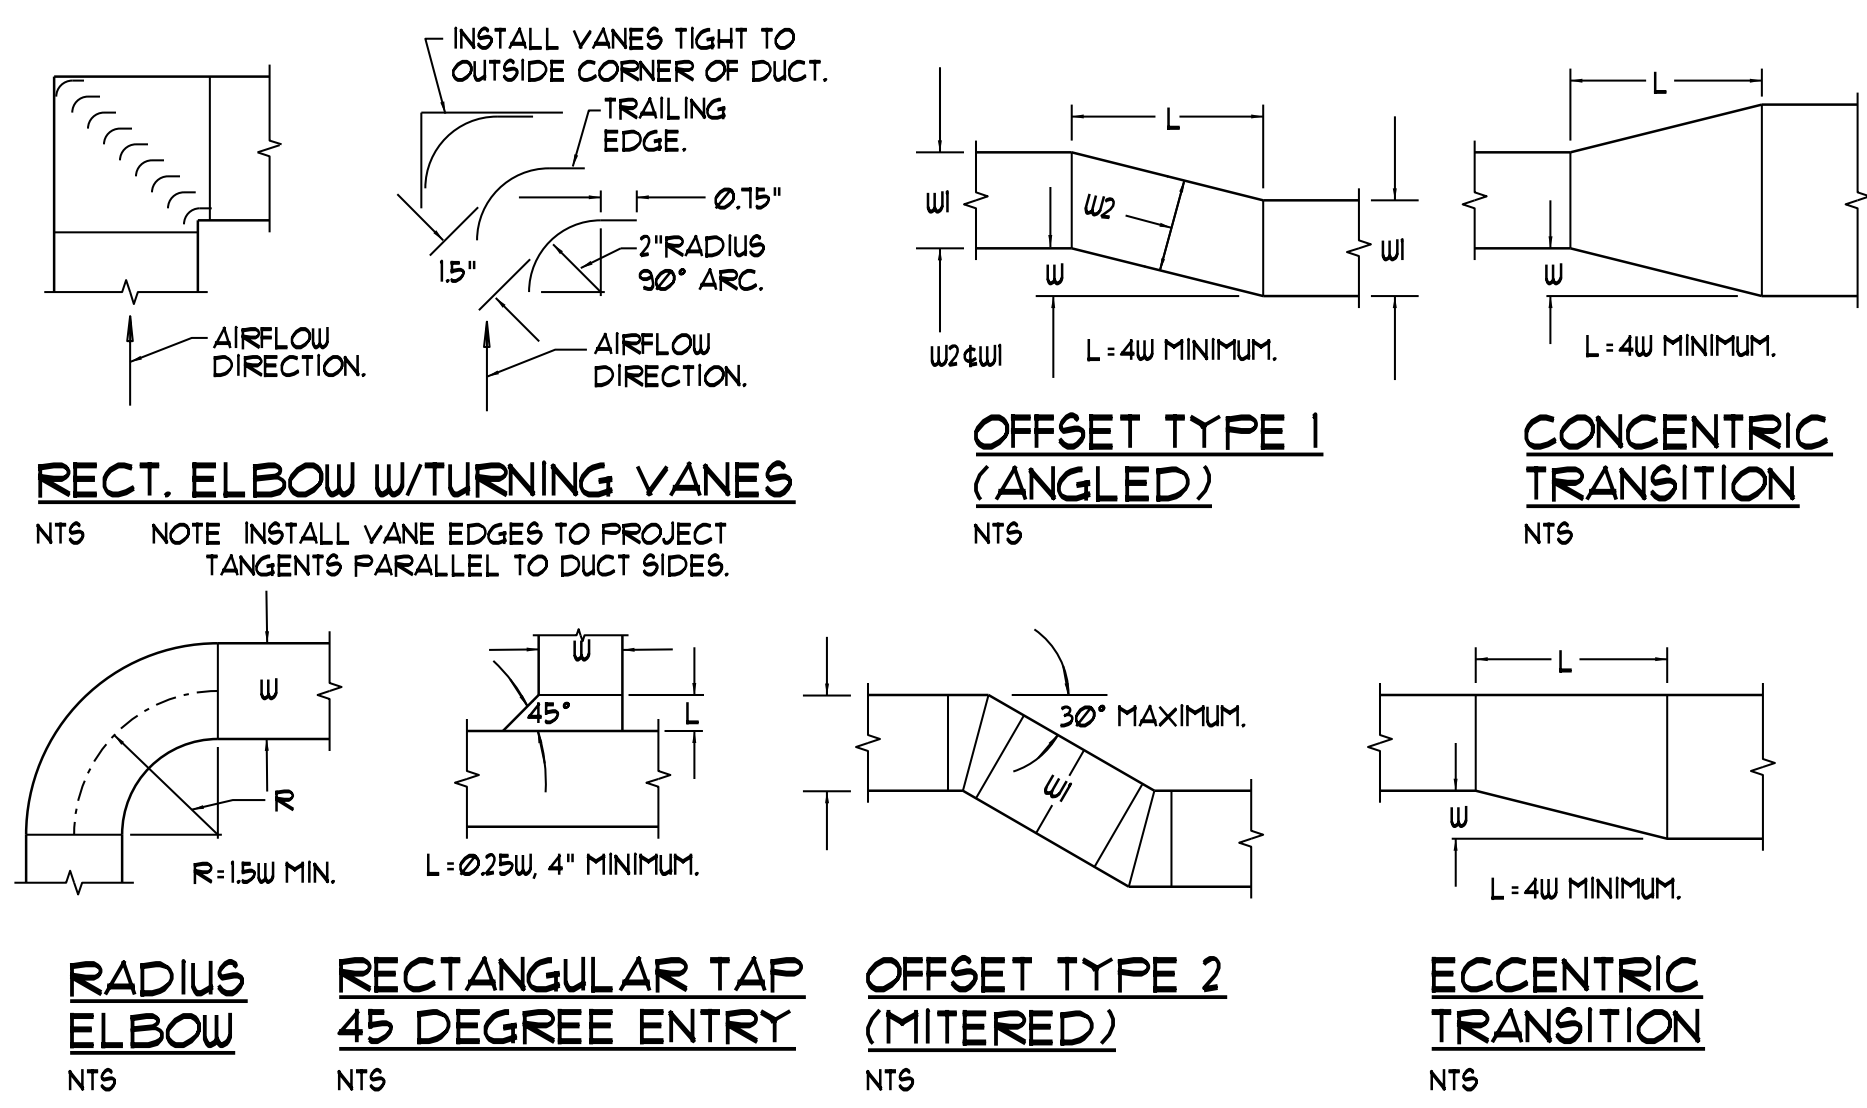 INSTALL VANES TIGHT TO
OUTSIDE CORNER OF DUCT.
TRAILING
EDGE.
Ø.75"
2"RADIUS
90° ARC.
1.5"
AIRFLOW
DIRECTION.
AIRFLOW
DIRECTION.
RECT. ELBOW W/TURNING VANES
NTS NOTE INSTALL VANE EDGES TO PROJECT
TANGENTS PARALLEL TO DUCT SIDES.
L
W1
W2
W
W1
W2¢W1
L=4W MINIMUM.
OFFSET TYPE 1
(ANGLED)
NTS
L
W
L=4W MINIMUM.
CONCENTRIC
TRANSITION
NTS
W
R
R=1.5W MIN.
RADIUS
ELBOW
NTS
W
45°
L
L=Ø.25W, 4" MINIMUM.
RECTANGULAR TAP
45 DEGREE ENTRY
NTS
30° MAXIMUM.
W1
OFFSET TYPE 2
(MITERED)
NTS
L
W
L=4W MINIMUM.
ECCENTRIC
TRANSITION
NTS